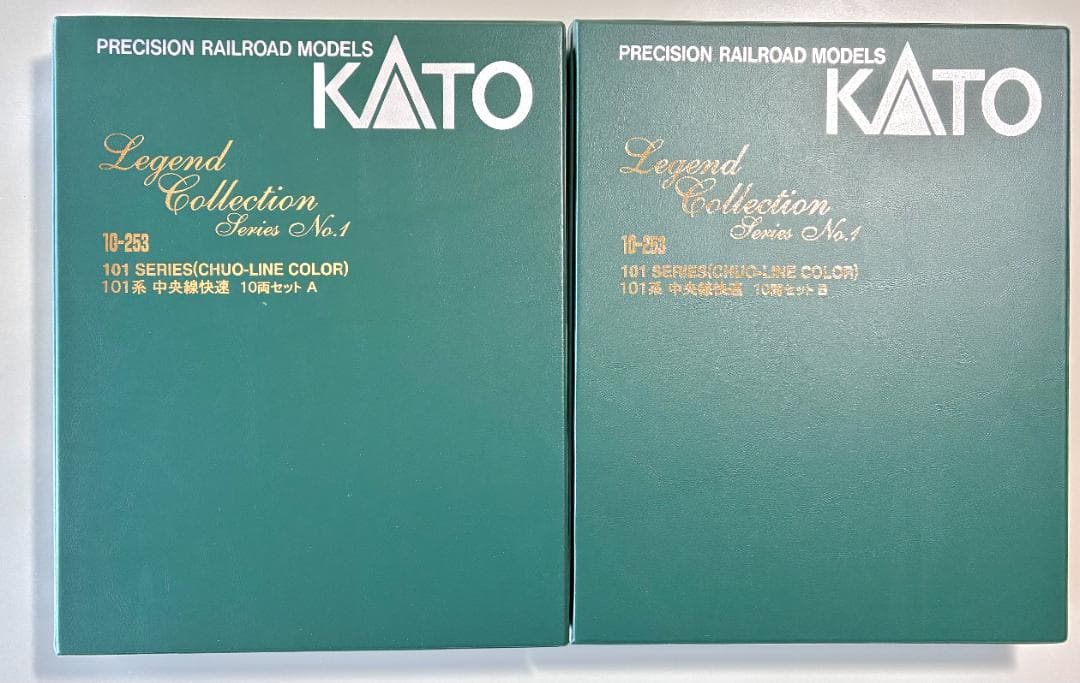 PRECISION RAILROAD MODELS
KATO
Legend
Collection
Series No.1
10-253
101 SERIES(CHUO-LINE COLOR)
101系 中央線快速 10両セット A
PRECISION RAILROAD MODELS
KATO
Legend
Collection
Series No.1
10-253
101 SERIES(CHUO-LINE COLOR)
101系 中央線快速 10両セット B